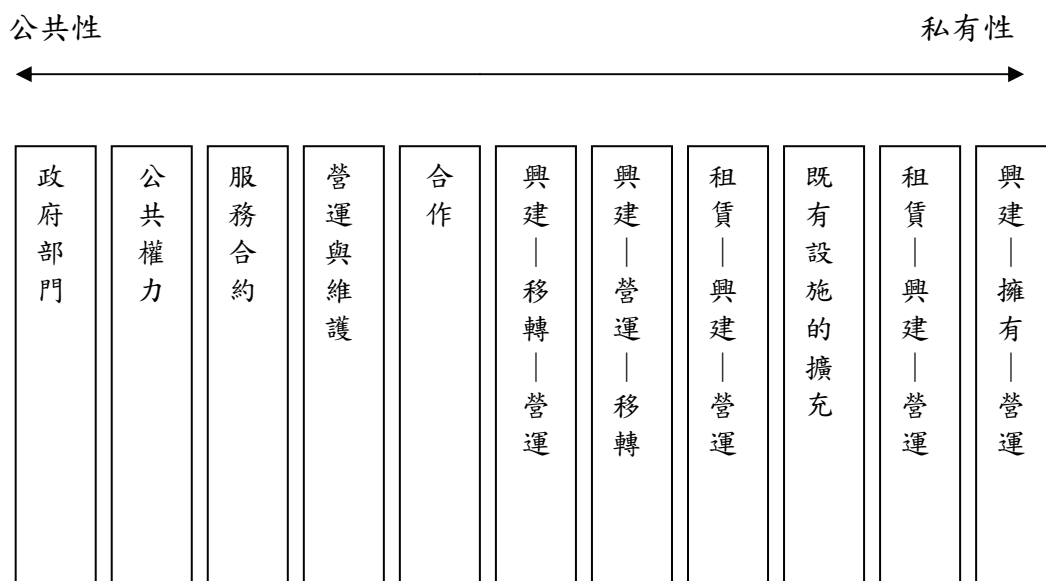 公共性
私有性
政府部門
公共權力
服務合約
營運與維護
合作
興建—移轉—營運
興建—營運—移轉
租賃—興建—營運
既有設施的擴充
租賃—興建—營運
興建—擁有—營運